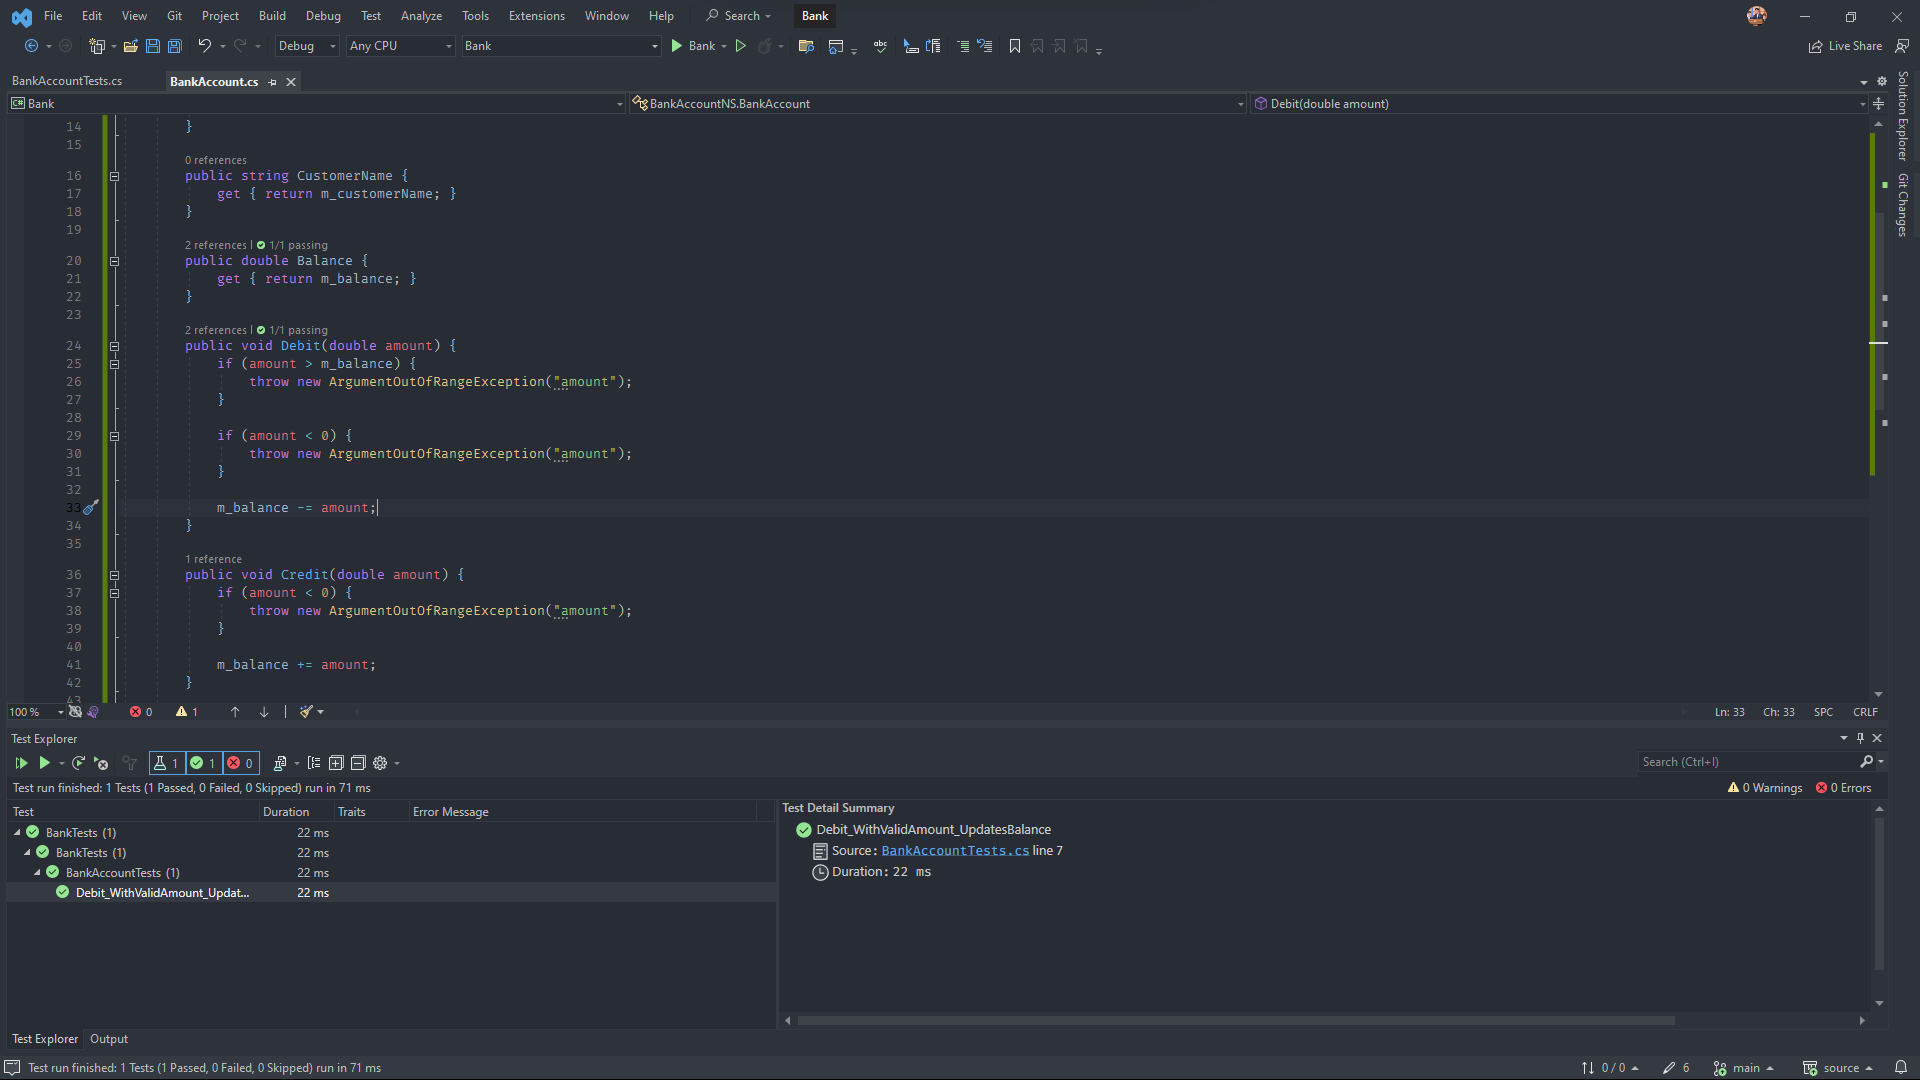 File Edit View Git Project Build Debug Test Analyze Tools Extensions Window Help Search Bank
Debug Any CPU Bank Bank Live Share
BankAccountTests.cs BankAccount.cs
Bank BankAccountNS.BankAccount Debit(double amount)
Solution Explorer
Git Changes
14 }
15
0 references
16 public string CustomerName {
17 get { return m_customerName; }
18 }
19
2 references | 1/1 passing
20 public double Balance {
21 get { return m_balance; }
22 }
23
2 references | 1/1 passing
24 public void Debit(double amount) {
25 if (amount > m_balance) {
26 throw new ArgumentOutOfRangeException("amount");
27 }
28
29 if (amount < 0) {
30 throw new ArgumentOutOfRangeException("amount");
31 }
32
33 m_balance -= amount;
34 }
35
1 reference
36 public void Credit(double amount) {
37 if (amount < 0) {
38 throw new ArgumentOutOfRangeException("amount");
39 }
40
41 m_balance += amount;
42 }
43
100 % 0 1 Ln: 33 Ch: 33 SPC CRLF
Test Explorer
1 1 0 Search (Ctrl+I)
Test run finished: 1 Tests (1 Passed, 0 Failed, 0 Skipped) run in 71 ms 0 Warnings 0 Errors
Test Duration Traits Error Message
BankTests (1) 22 ms
BankTests (1) 22 ms
BankAccountTests (1) 22 ms
Debit_WithValidAmount_Updat... 22 ms
Test Detail Summary
Debit_WithValidAmount_UpdatesBalance
Source: BankAccountTests.cs line 7
Duration: 22 ms
Test Explorer Output
Test run finished: 1 Tests (1 Passed, 0 Failed, 0 Skipped) run in 71 ms 0 / 0 6 main source